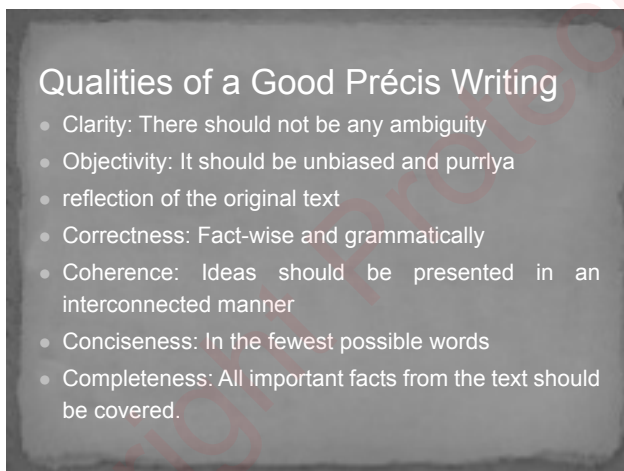 Qualities of a Good Précis Writing
● Clarity: There should not be any ambiguity
● Objectivity: It should be unbiased and purrlya
● reflection of the original text
● Correctness: Fact-wise and grammatically
● Coherence: Ideas should be presented in an
interconnected manner
● Conciseness: In the fewest possible words
● Completeness: All important facts from the text should
be covered.
right Protec